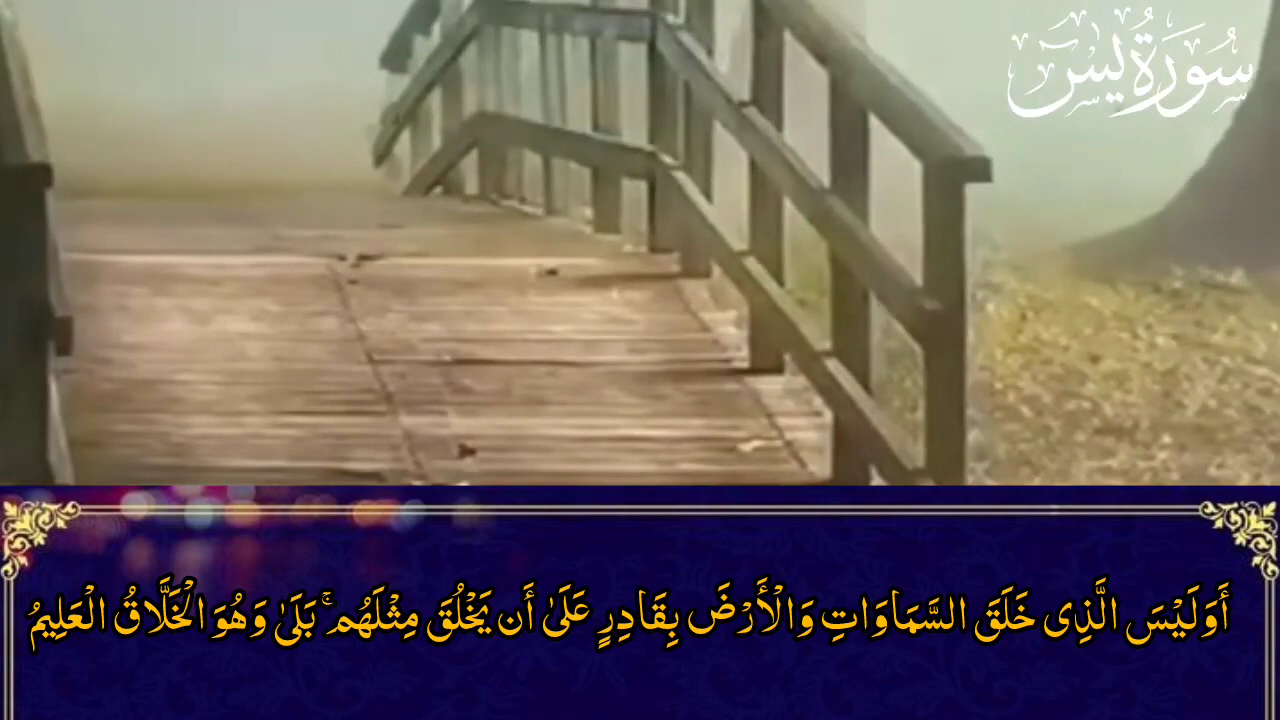 سُورَةُ يس
أَوَلَيْسَ الَّذِى خَلَقَ السَّمَاوَاتِ وَالْأَرْضَ بِقَادِرٍ عَلَىٰ أَن يَخْلُقَ مِثْلَهُم ۚ بَلَىٰ وَهُوَ الْخَلَّاقُ الْعَلِيمُ